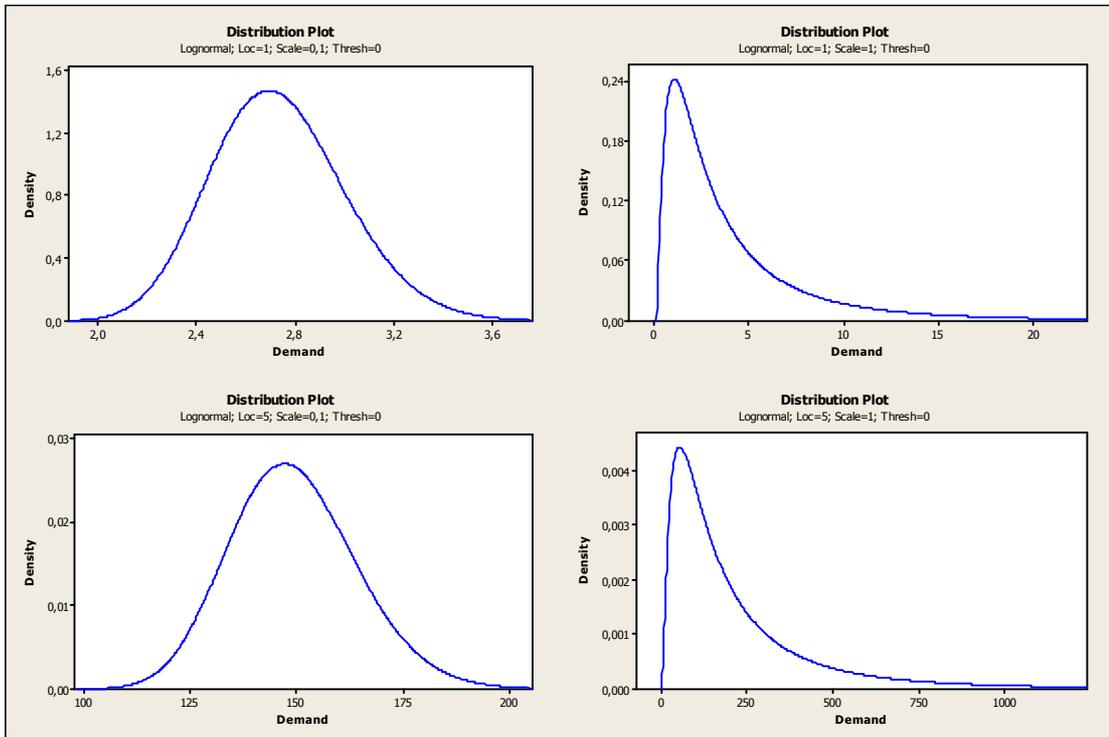 Distribution Plot
Lognormal; Loc=1; Scale=0,1; Thresh=0
1,6
1,2
0,8
0,4
0,0
Density
2,0 2,4 2,8 3,2 3,6
Demand
Distribution Plot
Lognormal; Loc=1; Scale=1; Thresh=0
0,24
0,18
0,12
0,06
0,00
Density
0 5 10 15 20
Demand
Distribution Plot
Lognormal; Loc=5; Scale=0,1; Thresh=0
0,03
0,02
0,01
0,00
Density
100 125 150 175 200
Demand
Distribution Plot
Lognormal; Loc=5; Scale=1; Thresh=0
0,004
0,003
0,002
0,001
0,000
Density
0 250 500 750 1000
Demand